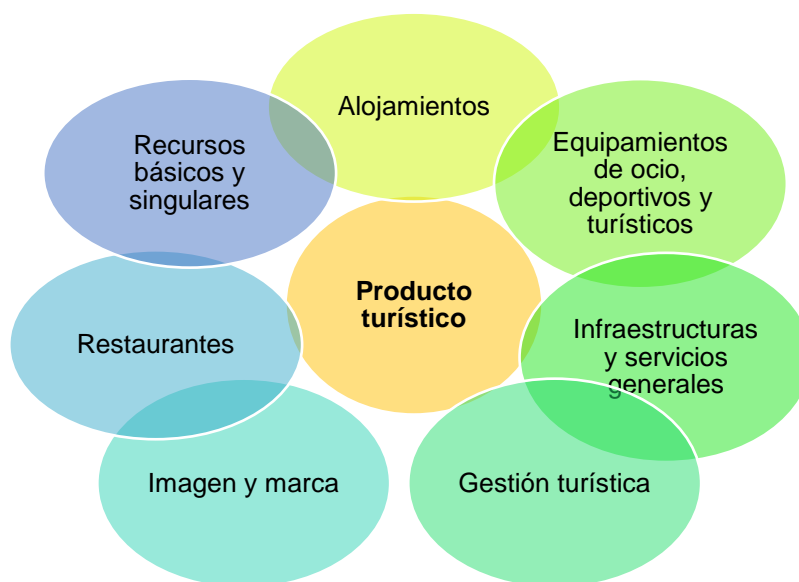 Alojamientos
Equipamientos
de ocio,
deportivos y
turísticos
Infraestructuras
y servicios
generales
Gestión turística
Imagen y marca
Restaurantes
Recursos
básicos y
singulares
Producto
turístico